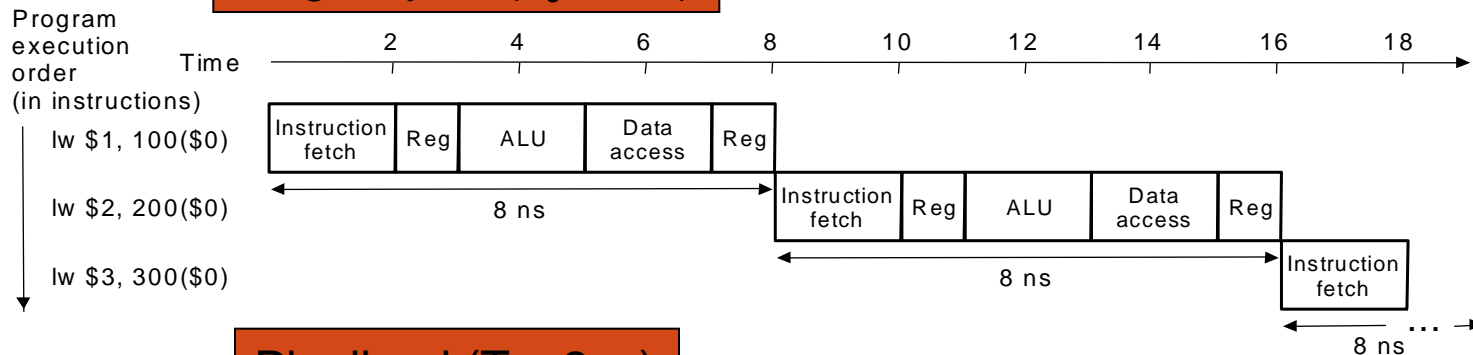 Program
execution
order
(in instructions)
Time
2 4 6 8 10 12 14 16 18
lw $1, 100($0)
Instruction
fetch
Reg
ALU
Data
access
Reg
8 ns
lw $2, 200($0)
Instruction
fetch
Reg
ALU
Data
access
Reg
8 ns
lw $3, 300($0)
Instruction
fetch
...
8 ns